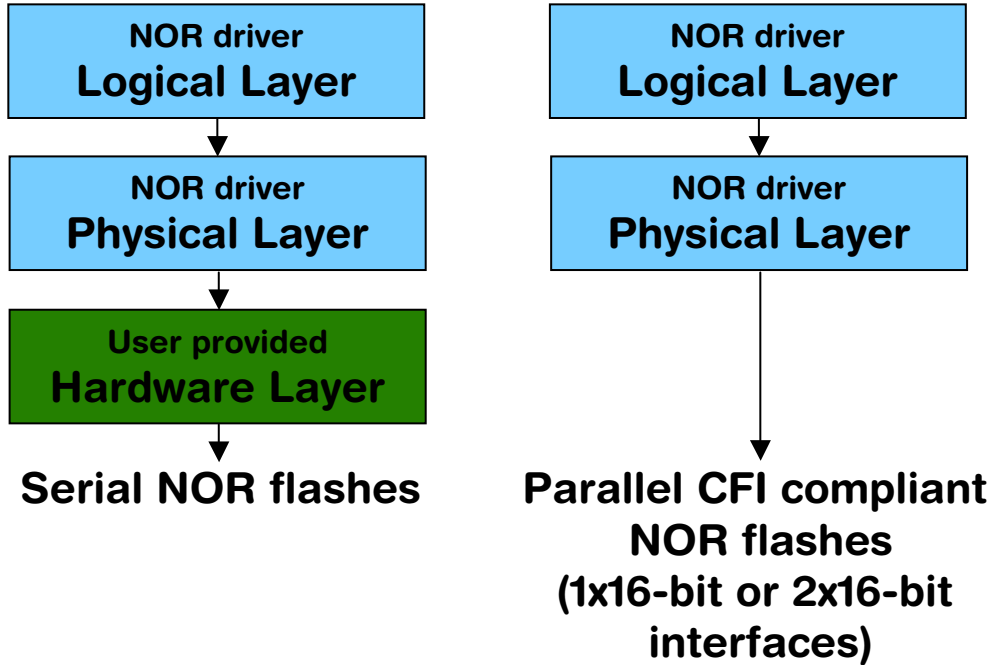 NOR driver
Logical Layer
NOR driver
Physical Layer
User provided
Hardware Layer
Serial NOR flashes
NOR driver
Logical Layer
NOR driver
Physical Layer
Parallel CFI compliant
NOR flashes
(1x16-bit or 2x16-bit
interfaces)